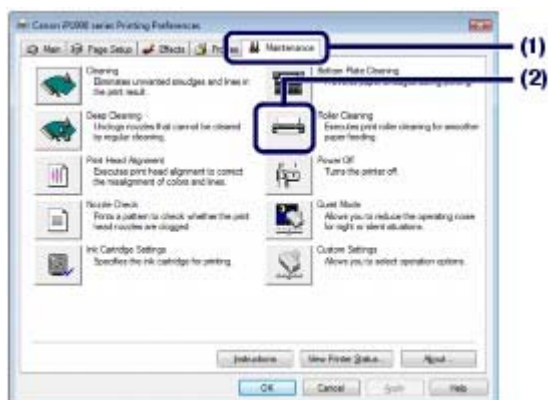 Canon iP2600 series Printing Preferences
Main Page Setup Effects Profiles Maintenance
(1)
(2)
Cleaning
Eliminates unwanted smudges and lines in
the print result.
Bottom Plate Cleaning
Deep Cleaning
Unclogs nozzles that cannot be cleared
by regular cleaning.
Roller Cleaning
Executes print roller cleaning for smoother
paper feeding.
Print Head Alignment
Executes print head alignment to correct
the misalignment of colors and lines.
Power Off
Turns the printer off.
Nozzle Check
Prints a pattern to check whether the print
head nozzles are clogged.
Quiet Mode
Allows you to reduce the operating noise
for night or silent situations.
Ink Cartridge Settings
Specifies the ink cartridge for printing.
Custom Settings
Allows you to select operation options.
Instructions View Printer Status... About...
OK Cancel Apply Help